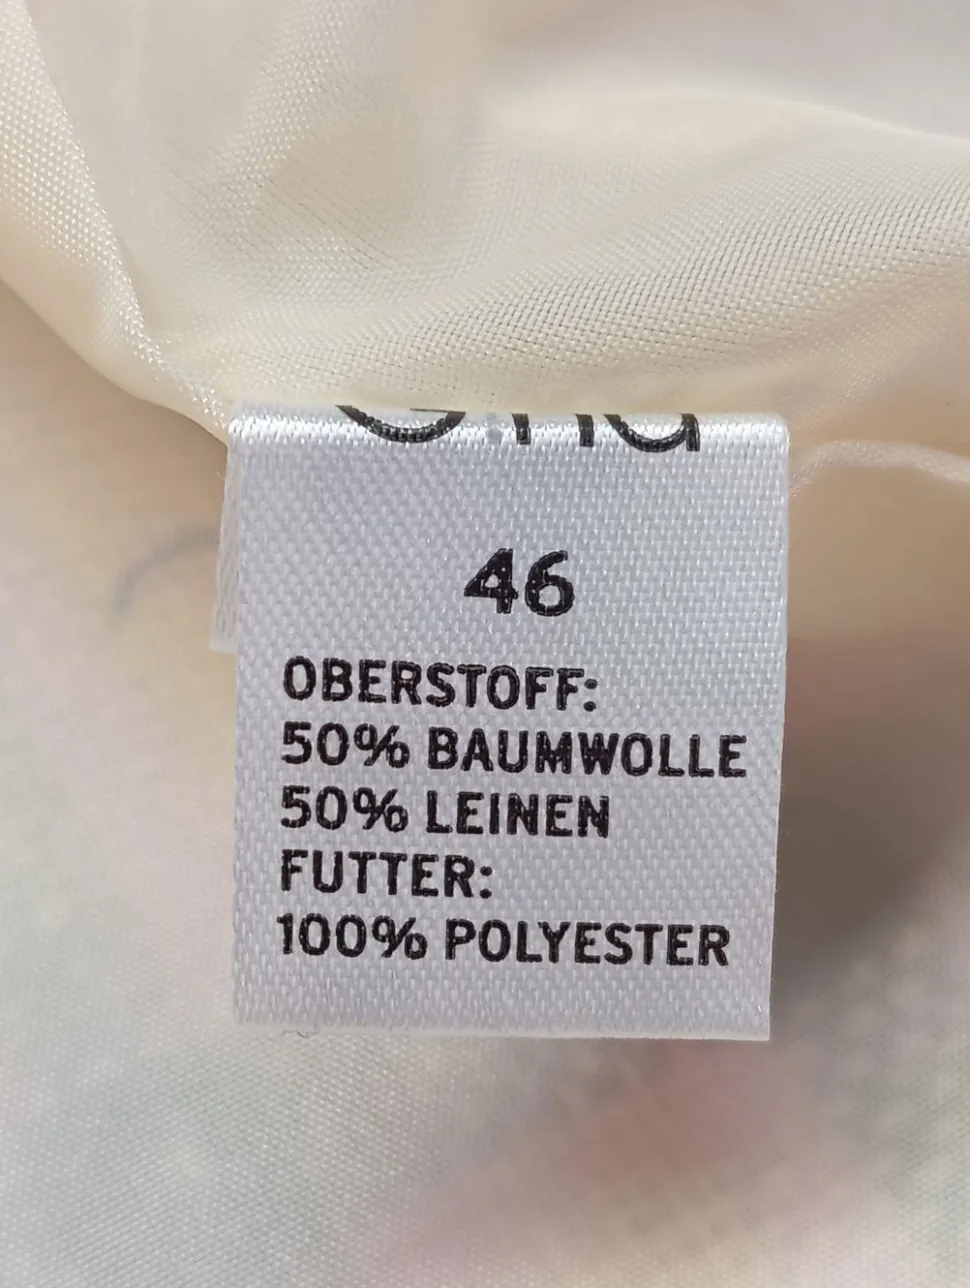 46
OBERSTOFF:
50% BAUMWOLLE
50% LEINEN
FUTTER:
100% POLYESTER